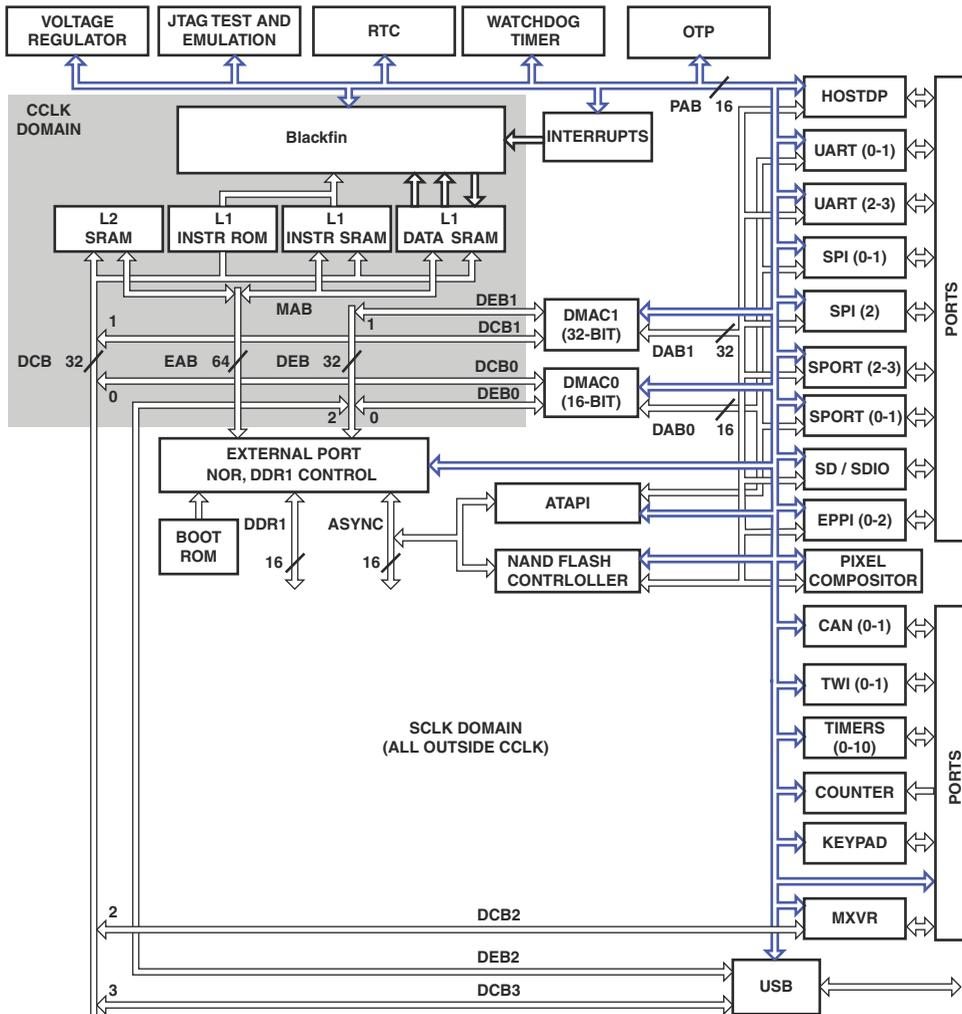 VOLTAGE
REGULATOR
JTAG TEST AND
EMULATION
RTC
WATCHDOG
TIMER
OTP
CCLK
DOMAIN
PAB 16
HOSTDP
Blackfin
INTERRUPTS
UART (0-1)
UART (2-3)
L2
SRAM
L1
INSTR ROM
L1
INSTR SRAM
L1
DATA SRAM
SPI (0-1)
SPI (2)
PORTS
MAB
DEB1
DCB1
DMAC1
(32-BIT)
1
1
DCB 32
EAB 64
DEB 32
DAB1 32
SPORT (2-3)
DCB0
DEB0
DMAC0
(16-BIT)
0
2 0
DAB0 16
SPORT (0-1)
EXTERNAL PORT
NOR, DDR1 CONTROL
SD / SDIO
ATAPI
EPPI (0-2)
BOOT
ROM
DDR1
16
ASYNC
16
NAND FLASH
CONTRLOLLER
PIXEL
COMPOSITOR
CAN (0-1)
TWI (0-1)
SCLK DOMAIN
(ALL OUTSIDE CCLK)
TIMERS
(0-10)
PORTS
COUNTER
KEYPAD
2
DCB2
MXVR
DEB2
USB
3
DCB3